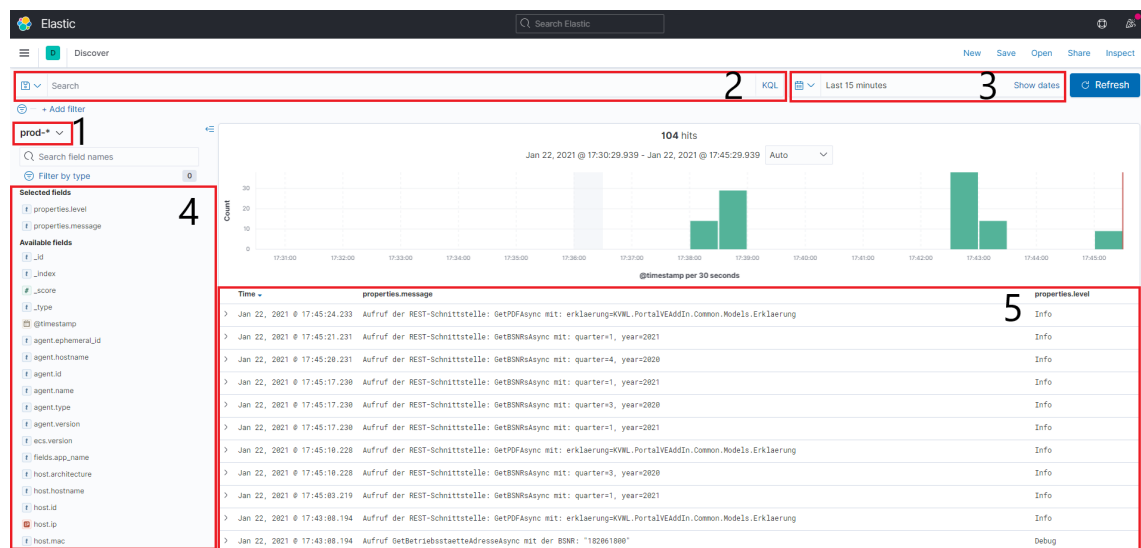 Elastic
Search Elastic
D Discover
New Save Open Share Inspect
Search 2 KQL
Last 15 minutes 3 Show dates
Refresh
+ Add filter
prod-* 1
Search field names
Filter by type 0
Selected fields
t properties.level
t properties.message
4
Available fields
t _id
t _index
# _score
t _type
@timestamp
t agent.ephemeral_id
t agent.hostname
t agent.id
t agent.name
t agent.type
t agent.version
t ecs.version
t fields.app_name
t host.architecture
t host.hostname
t host.id
host.ip
t host.mac
104 hits
Jan 22, 2021 @ 17:30:29.939 - Jan 22, 2021 @ 17:45:29.939 Auto
Count
30
20
10
0
17:31:00 17:32:00 17:33:00 17:34:00 17:35:00 17:36:00 17:37:00 17:38:00 17:39:00 17:40:00 17:41:00 17:42:00 17:43:00 17:44:00 17:45:00
@timestamp per 30 seconds
Time properties.message 5 properties.level
> Jan 22, 2021 @ 17:45:24.233 Aufruf der REST-Schnittstelle: GetPDFAsync mit: erklaerung=KVWL.PortalVEAddIn.Common.Models.Erklaerung Info
> Jan 22, 2021 @ 17:45:21.231 Aufruf der REST-Schnittstelle: GetBSNRsAsync mit: quarter=1, year=2021 Info
> Jan 22, 2021 @ 17:45:20.231 Aufruf der REST-Schnittstelle: GetBSNRsAsync mit: quarter=4, year=2020 Info
> Jan 22, 2021 @ 17:45:17.230 Aufruf der REST-Schnittstelle: GetBSNRsAsync mit: quarter=1, year=2021 Info
> Jan 22, 2021 @ 17:45:17.230 Aufruf der REST-Schnittstelle: GetBSNRsAsync mit: quarter=3, year=2020 Info
> Jan 22, 2021 @ 17:45:17.230 Aufruf der REST-Schnittstelle: GetBSNRsAsync mit: quarter=1, year=2021 Info
> Jan 22, 2021 @ 17:45:10.228 Aufruf der REST-Schnittstelle: GetPDFAsync mit: erklaerung=KVWL.PortalVEAddIn.Common.Models.Erklaerung Info
> Jan 22, 2021 @ 17:45:10.228 Aufruf der REST-Schnittstelle: GetBSNRsAsync mit: quarter=3, year=2020 Info
> Jan 22, 2021 @ 17:45:03.219 Aufruf der REST-Schnittstelle: GetBSNRsAsync mit: quarter=1, year=2021 Info
> Jan 22, 2021 @ 17:43:08.194 Aufruf der REST-Schnittstelle: GetPDFAsync mit: erklaerung=KVWL.PortalVEAddIn.Common.Models.Erklaerung Info
> Jan 22, 2021 @ 17:43:08.194 Aufruf GetBetriebsstaetteAdresseAsync mit der BSNR: "182061800" Debug